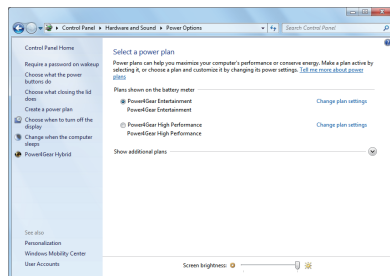 Control Panel ▸ Hardware and Sound ▸ Power Options
Search Control Panel
Control Panel Home
Require a password on wakeup
Choose what the power
buttons do
Choose what closing the lid
does
Create a power plan
Choose when to turn off the
display
Change when the computer
sleeps
Power4Gear Hybrid
See also
Personalization
Windows Mobility Center
User Accounts
Select a power plan
Power plans can help you maximize your computer's performance or conserve energy. Make a plan active by
selecting it, or choose a plan and customize it by changing its power settings. Tell me more about power
plans
Plans shown on the battery meter
Power4Gear Entertainment Change plan settings
Power4Gear Entertainment
Power4Gear High Performance Change plan settings
Power4Gear High Performance
Show additional plans
Screen brightness: